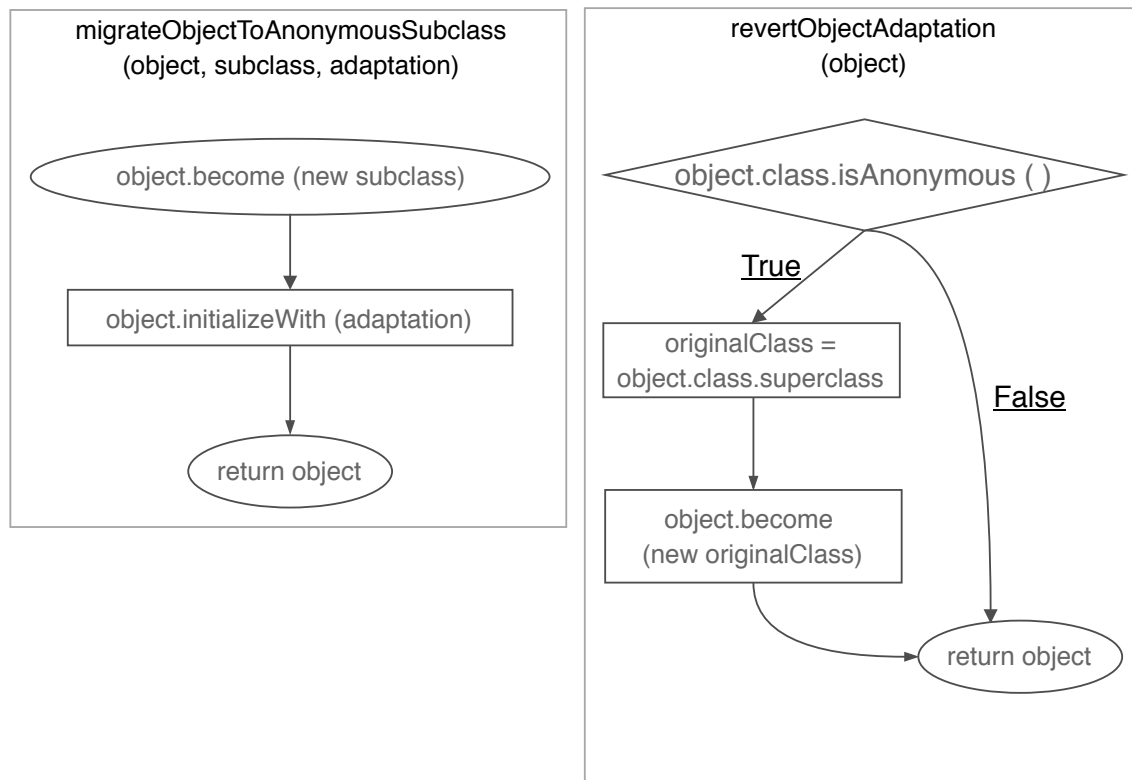 migrateObjectToAnonymousSubclass
(object, subclass, adaptation)
object.become (new subclass)
object.initializeWith (adaptation)
return object
revertObjectAdaptation
(object)
object.class.isAnonymous ( )
True
originalClass =
object.class.superclass
False
object.become
(new originalClass)
return object